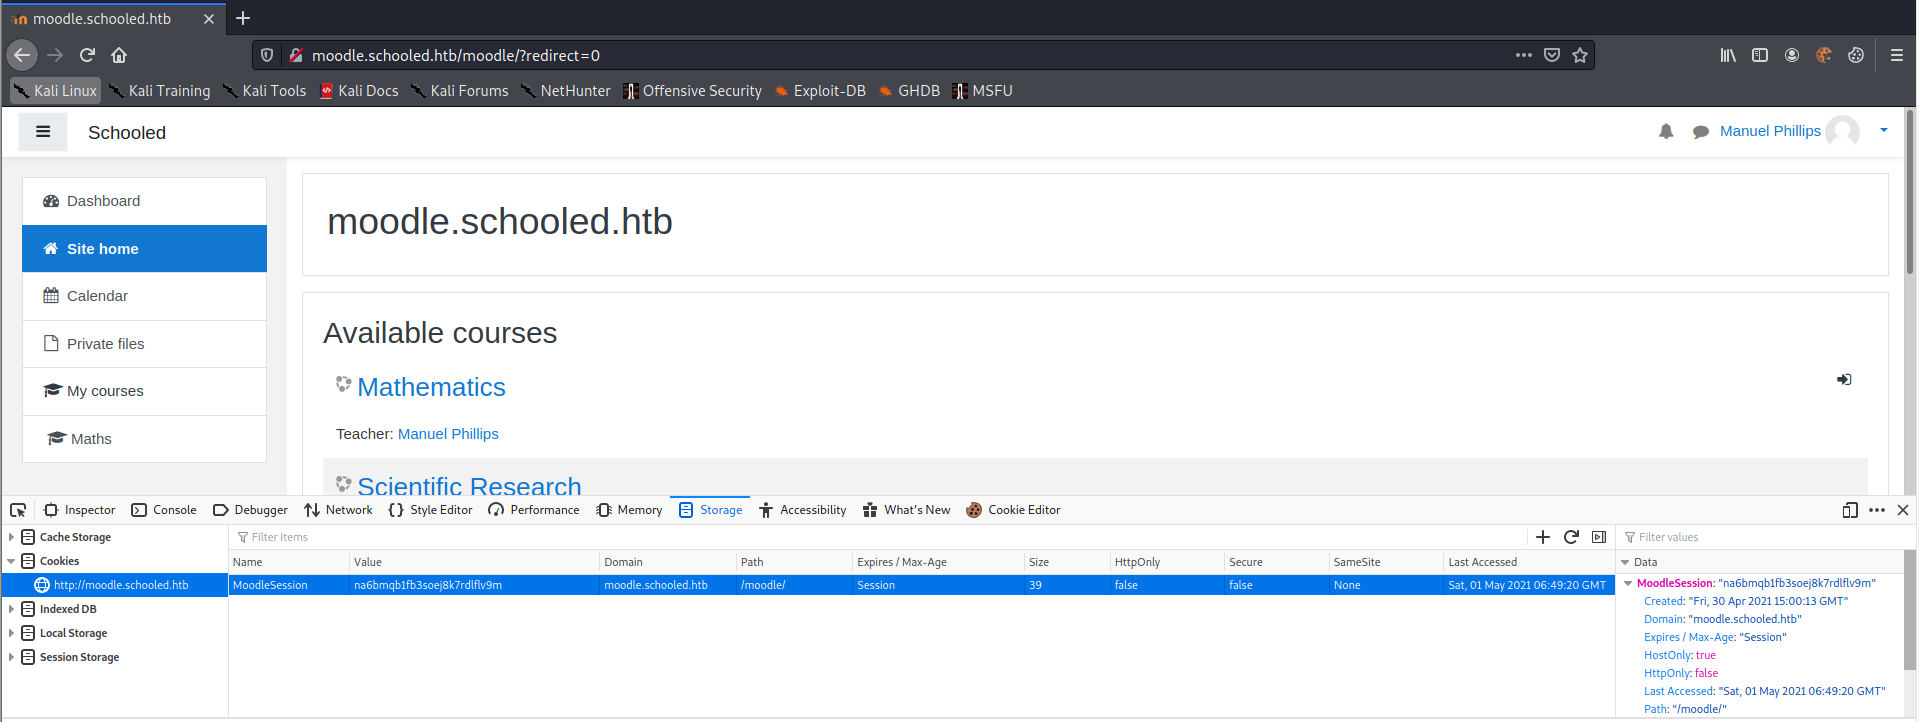 moodle.schooled.htb
moodle.schooled.htb/moodle/?redirect=0
Kali Linux Kali Training Kali Tools Kali Docs Kali Forums NetHunter Offensive Security Exploit-DB GHDB MSFU
Schooled Manuel Phillips
Dashboard
Site home
Calendar
Private files
My courses
Maths
moodle.schooled.htb
Available courses
Mathematics
Teacher: Manuel Phillips
Scientific Research
Inspector Console Debugger Network Style Editor Performance Memory Storage Accessibility What's New Cookie Editor
Cache Storage
Cookies
http://moodle.schooled.htb
Indexed DB
Local Storage
Session Storage
Filter Items
Name Value Domain Path Expires / Max-Age Size HttpOnly Secure SameSite Last Accessed
MoodleSession na6bmqb1fb3soej8k7rdlflv9m moodle.schooled.htb /moodle/ Session 39 false false None Sat, 01 May 2021 06:49:20 GMT
Filter values
Data
MoodleSession: "na6bmqb1fb3soej8k7rdlflv9m"
Created: "Fri, 30 Apr 2021 15:00:13 GMT"
Domain: "moodle.schooled.htb"
Expires / Max-Age: "Session"
HostOnly: true
HttpOnly: false
Last Accessed: "Sat, 01 May 2021 06:49:20 GMT"
Path: "/moodle/"